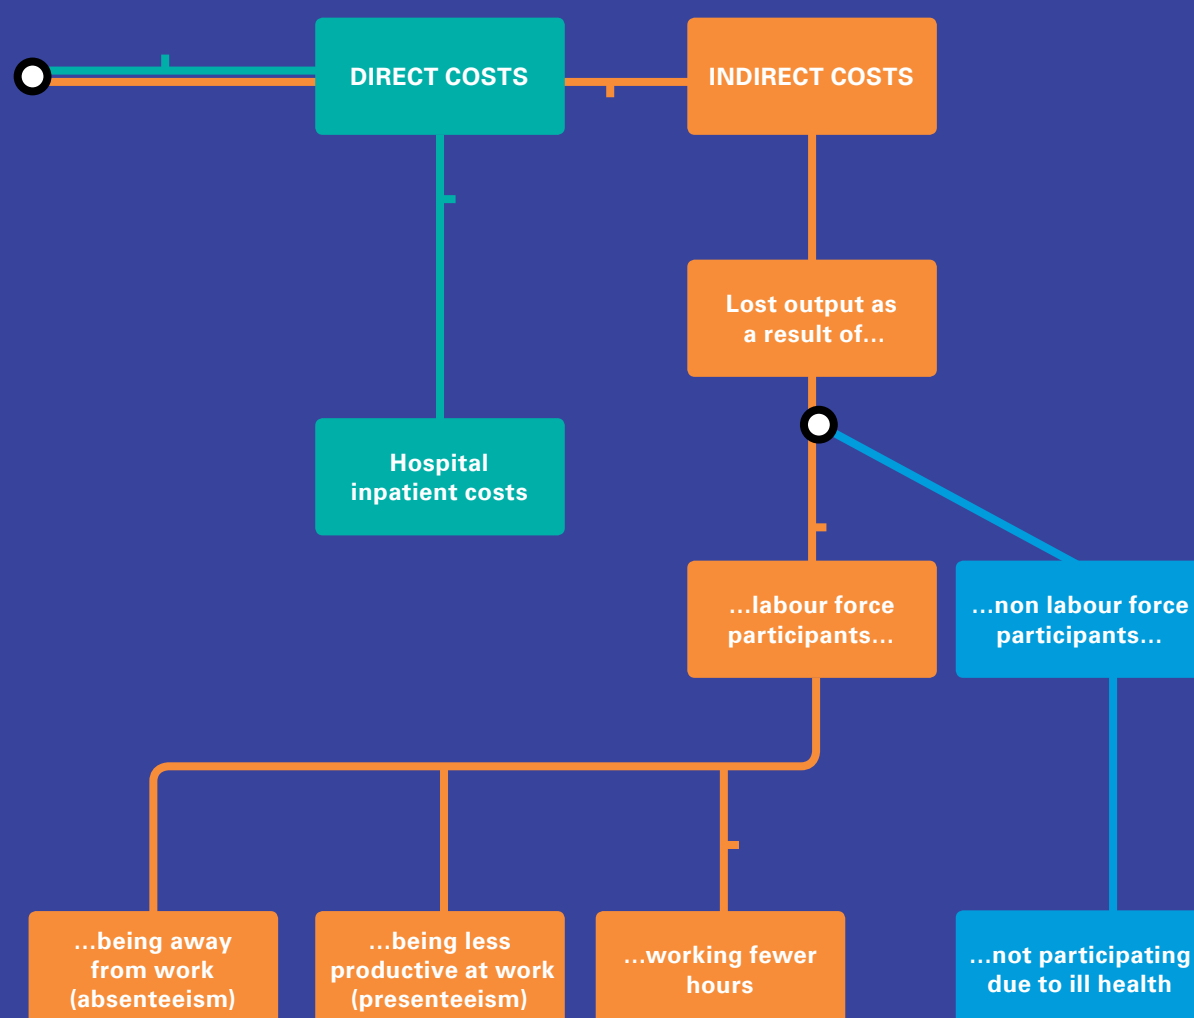 DIRECT COSTS
INDIRECT COSTS
Lost output as
a result of...
Hospital
inpatient costs
...labour force
participants...
...non labour force
participants...
...being away
from work
(absenteeism)
...being less
productive at work
(presenteeism)
...working fewer
hours
...not participating
due to ill health